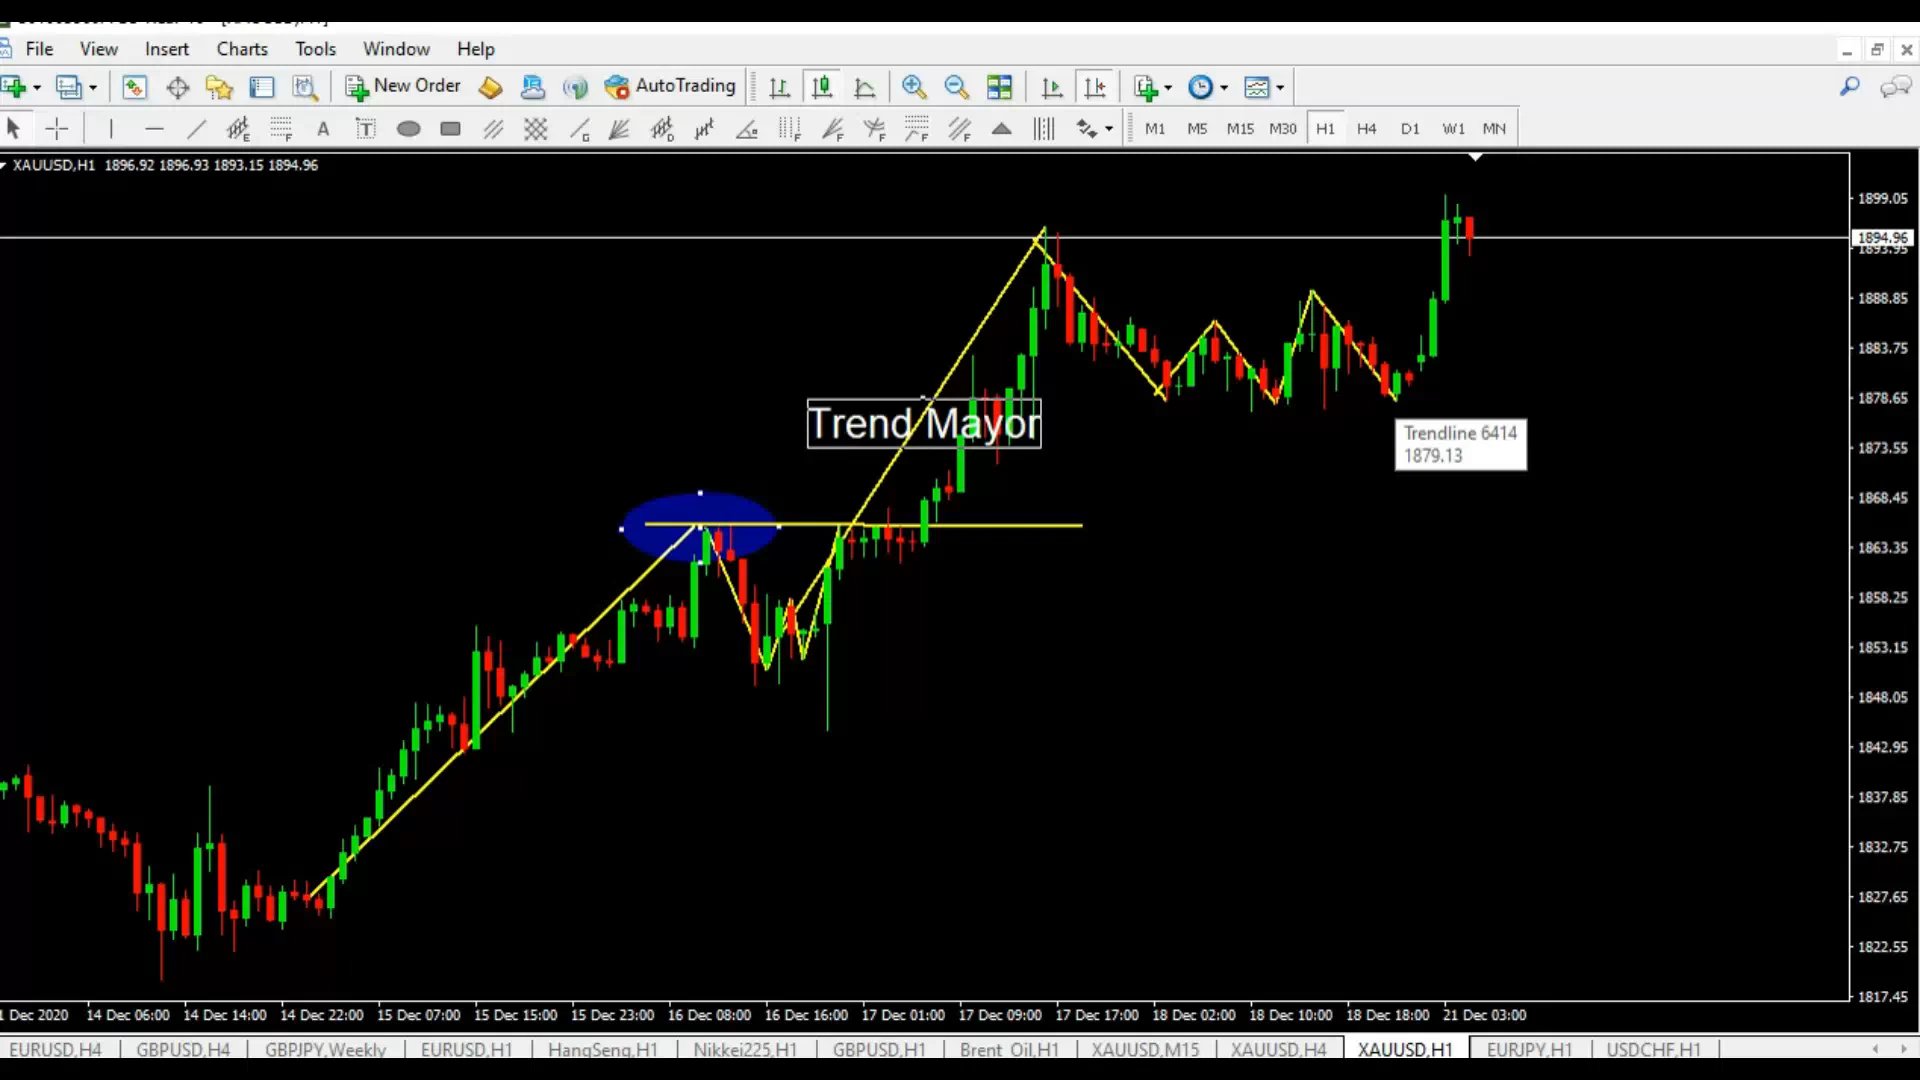 File View Insert Charts Tools Window Help
New Order AutoTrading
M1 M5 M15 M30 H1 H4 D1 W1 MN
XAUUSD,H1 1896.92 1896.93 1893.15 1894.96
1899.05
1894.96
1893.95
1888.85
1883.75
1878.65
Trend Mayor
Trendline 6414
1879.13
1873.55
1868.45
1863.35
1858.25
1853.15
1848.05
1842.95
1837.85
1832.75
1827.65
1822.55
1817.45
1 Dec 2020 14 Dec 06:00 14 Dec 14:00 14 Dec 22:00 15 Dec 07:00 15 Dec 15:00 15 Dec 23:00 16 Dec 08:00 16 Dec 16:00 17 Dec 01:00 17 Dec 09:00 17 Dec 17:00 18 Dec 02:00 18 Dec 10:00 18 Dec 18:00 21 Dec 03:00
EURUSD,H4 GBPUSD,H4 GBPJPY,Weekly EURUSD,H1 HangSeng,H1 Nikkei225,H1 GBPUSD,H1 Brent_Oil,H1 XAUUSD,M15 XAUUSD,H4 XAUUSD,H1 EURJPY,H1 USDCHF,H1